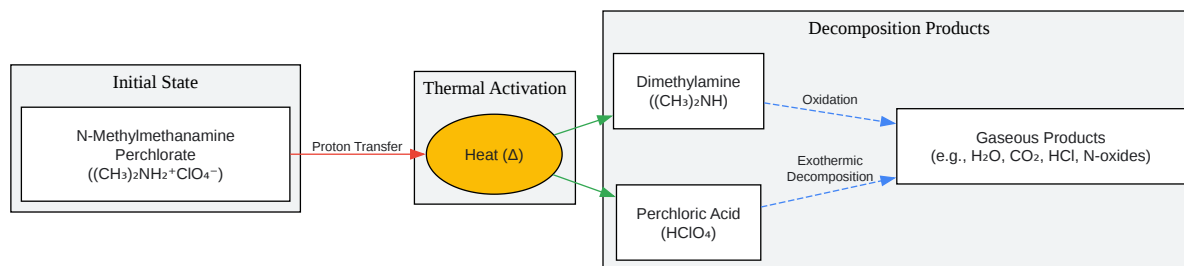 Initial State
N-Methylmethanamine
Perchlorate
((CH₃)₂NH₂⁺ClO₄⁻)
Proton Transfer
Thermal Activation
Heat (Δ)
Decomposition Products
Dimethylamine
((CH₃)₂NH)
Oxidation
Perchloric Acid
(HClO₄)
Exothermic
Decomposition
Gaseous Products
(e.g., H₂O, CO₂, HCl, N-oxides)